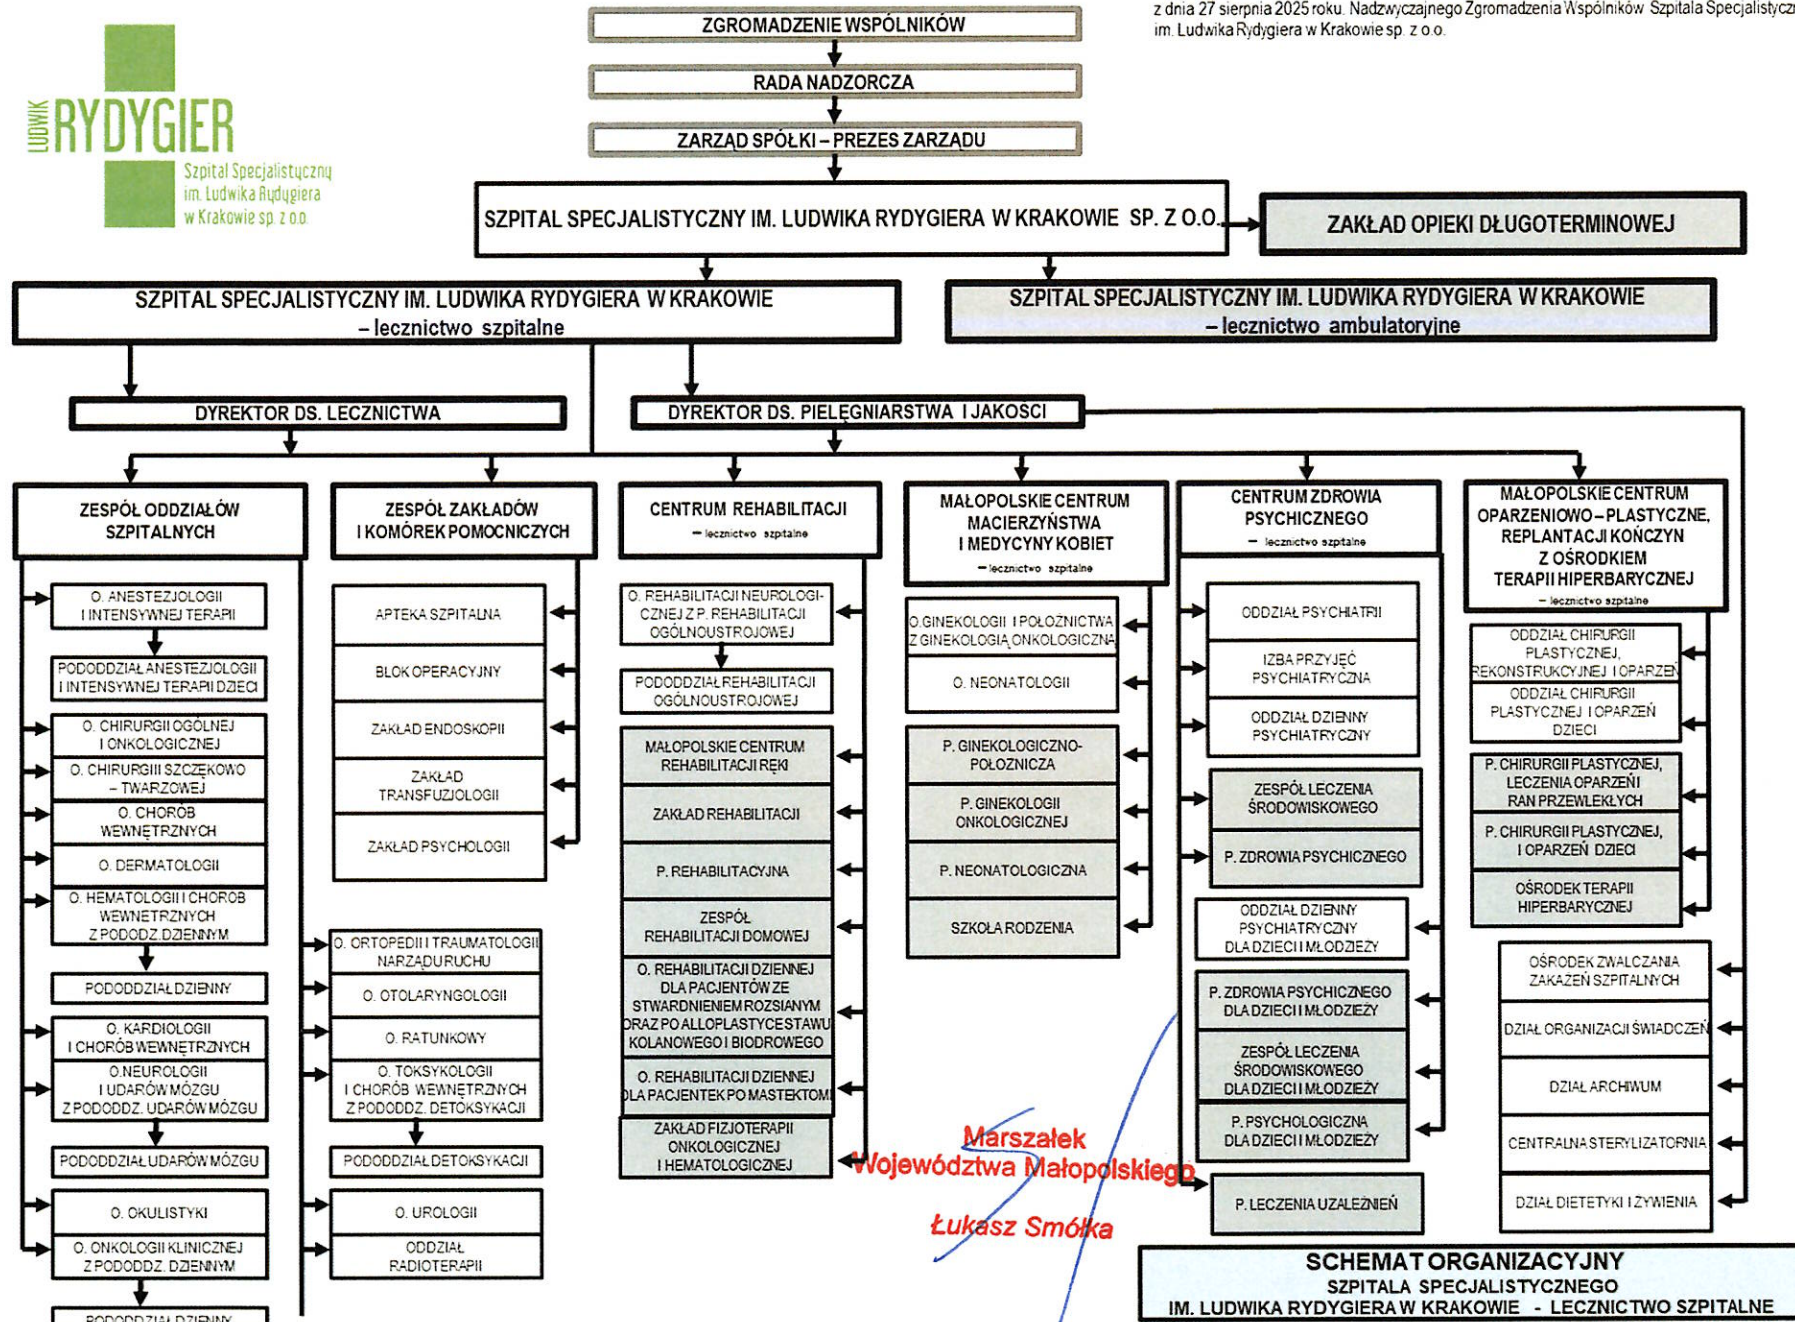 z dnia 27 sierpnia 2025 roku. Nadzwyczajnego Zgromadzenia Wspólników Szpitala
im. Ludwika Rydygiera w Krakowie sp. z o.o.
LUDWIK
RYDYGIER
Szpital Specjalistyczny
im. Ludwika Rydygiera
w Krakowie sp. z o.o.
ZGROMADZENIE WSPÓLNIKÓW
RADA NADZORCZA
ZARZĄD SPÓŁKI – PREZES ZARZĄDU
SZPITAL SPECJALISTYCZNY IM. LUDWIKA RYDYGIERA W KRAKOWIE SP. Z O.O.
ZAKŁAD OPIEKI DŁUGOTERMINOWEJ
SZPITAL SPECJALISTYCZNY IM. LUDWIKA RYDYGIERA W KRAKOWIE
– lecznictwo szpitalne
SZPITAL SPECJALISTYCZNY IM. LUDWIKA RYDYGIERA W KRAKOWIE
– lecznictwo ambulatoryjne
DYREKTOR DS. LECZNICTWA
DYREKTOR DS. PIELĘGNIARSTWA I JAKOŚCI
ZESPÓŁ ODDZIAŁÓW
SZPITALNYCH
O. ANESTEZJOLOGII
I INTENSYWNEJ TERAPII
PODODDZIAŁ ANESTEZJOLOGII
I INTENSYWNEJ TERAPII DZIECI
O. CHIRURGII OGÓLNEJ
I ONKOLOGICZNEJ
O. CHIRURGII SZCZĘKOWO
– TWARZOWEJ
O. CHORÓB
WEWNĘTRZNYCH
O. DERMATOLOGII
O. HEMATOLOGII I CHORÓB
WEWNĘTRZNYCH
Z PODODZ. DZIENNYM
PODODDZIAŁ DZIENNY
O. KARDIOLOGII
I CHORÓB WEWNĘTRZNYCH
O.NEUROLOGII
I UDARÓW MÓZGU
Z PODODDZ. UDARÓW MÓZGU
PODODDZIAŁ UDARÓW MÓZGU
O. OKULISTYKI
O. ONKOLOGII KLINICZNEJ
Z PODODDZ. DZIENNYM
PODODDZIAŁ DZIENNY
ZESPÓŁ ZAKŁADÓW
I KOMÓREK POMOCNICZYCH
APTEKA SZPITALNA
BLOK OPERACYJNY
ZAKŁAD ENDOSKOPII
ZAKŁAD
TRANSFUZJOLOGII
ZAKŁAD PSYCHOLOGII
O. ORTOPEDII I TRAUMATOLOGII
NARZĄDU RUCHU
O. OTOLARYNGOLOGII
O. RATUNKOWY
O. TOKSYKOLOGII
I CHORÓB WEWNĘTRZNYCH
Z PODODDZ. DETOKSYKACJI
PODODDZIAŁ DETOKSYKACJI
O. UROLOGII
ODDZIAŁ
RADIOTERAPII
CENTRUM REHABILITACJI
– lecznictwo szpitalne
O. REHABILITACJI NEUROLOGI-
CZNEJ Z P. REHABILITACJI
OGÓLNOUSTROJOWEJ
PODODDZIAŁ REHABILITACJI
OGÓLNOUSTROJOWEJ
MAŁOPOLSKIE CENTRUM
REHABILITACJI RĘKI
ZAKŁAD REHABILITACJI
P. REHABILITACYJNA
ZESPÓŁ
REHABILITACJI DOMOWEJ
O. REHABILITACJI DZIENNEJ
DLA PACJENTÓW ZE
STWARDNIENIEM ROZSIANYM
ORAZ PO ALLOPLASTYCE STAWU
KOLANOWEGO I BIODROWEGO
O. REHABILITACJI DZIENNEJ
DLA PACJENTEK PO MASTEKTOMI
ZAKŁAD FIZJOTERAPII
ONKOLOGICZNEJ
I HEMATOLOGICZNEJ
MAŁOPOLSKIE CENTRUM
MACIERZYŃSTWA
I MEDYCYNY KOBIET
– lecznictwo szpitalne
O.GINEKOLOGII I POŁOŻNICTWA
Z GINEKOLOGIĄ ONKOLOGICZNĄ
O. NEONATOLOGII
P. GINEKOLOGICZNO-
POŁOŻNICZA
P. GINEKOLOGII
ONKOLOGICZNEJ
P. NEONATOLOGICZNA
SZKOŁA RODZENIA
CENTRUM ZDROWIA
PSYCHICZNEGO
– lecznictwo szpitalne
ODDZIAŁ PSYCHIATRII
IZBA PRZYJĘĆ
PSYCHIATRYCZNA
ODDZIAŁ DZIENNY
PSYCHIATRYCZNY
ZESPÓŁ LECZENIA
ŚRODOWISKOWEGO
P. ZDROWIA PSYCHICZNEGO
ODDZIAŁ DZIENNY
PSYCHIATRYCZNY
DLA DZIECI I MŁODZIEŻY
P. ZDROWIA PSYCHICZNEGO
DLA DZIECI I MŁODZIEŻY
ZESPÓŁ LECZENIA
ŚRODOWISKOWEGO
DLA DZIECI I MŁODZIEŻY
P. PSYCHOLOGICZNA
DLA DZIECI I MŁODZIEŻY
P. LECZENIA UZALEŻNIEŃ
MAŁOPOLSKIE CENTRUM
OPARZENIOWO – PLASTYCZNE,
REPLANTACJI KOŃCZYN
Z OŚRODKIEM
TERAPII HIPERBARYCZNEJ
– lecznictwo szpitalne
ODDZIAŁ CHIRURGII
PLASTYCZNEJ,
REKONSTRUKCYJNEJ I OPARZEŃ
ODDZIAŁ CHIRURGII
PLASTYCZNEJ I OPARZEŃ
DZIECI
P. CHIRURGII PLASTYCZNEJ,
LECZENIA OPARZEŃ I
RAN PRZEWLEKŁYCH
P. CHIRURGII PLASTYCZNEJ,
I OPARZEŃ DZIECI
OŚRODEK TERAPII
HIPERBARYCZNEJ
OŚRODEK ZWALCZANIA
ZAKAŻEŃ SZPITALNYCH
DZIAŁ ORGANIZACJI ŚWIADCZEŃ
DZIAŁ ARCHIWUM
CENTRALNA STERYLIZATORNIA
DZIAŁ DIETETYKI I ŻYWIENIA
Marszałek
Województwa Małopolskiego
Łukasz Smółka
SCHEMAT ORGANIZACYJNY
SZPITALA SPECJALISTYCZNEGO
IM. LUDWIKA RYDYGIERA W KRAKOWIE - LECZNICTWO SZPITALNE